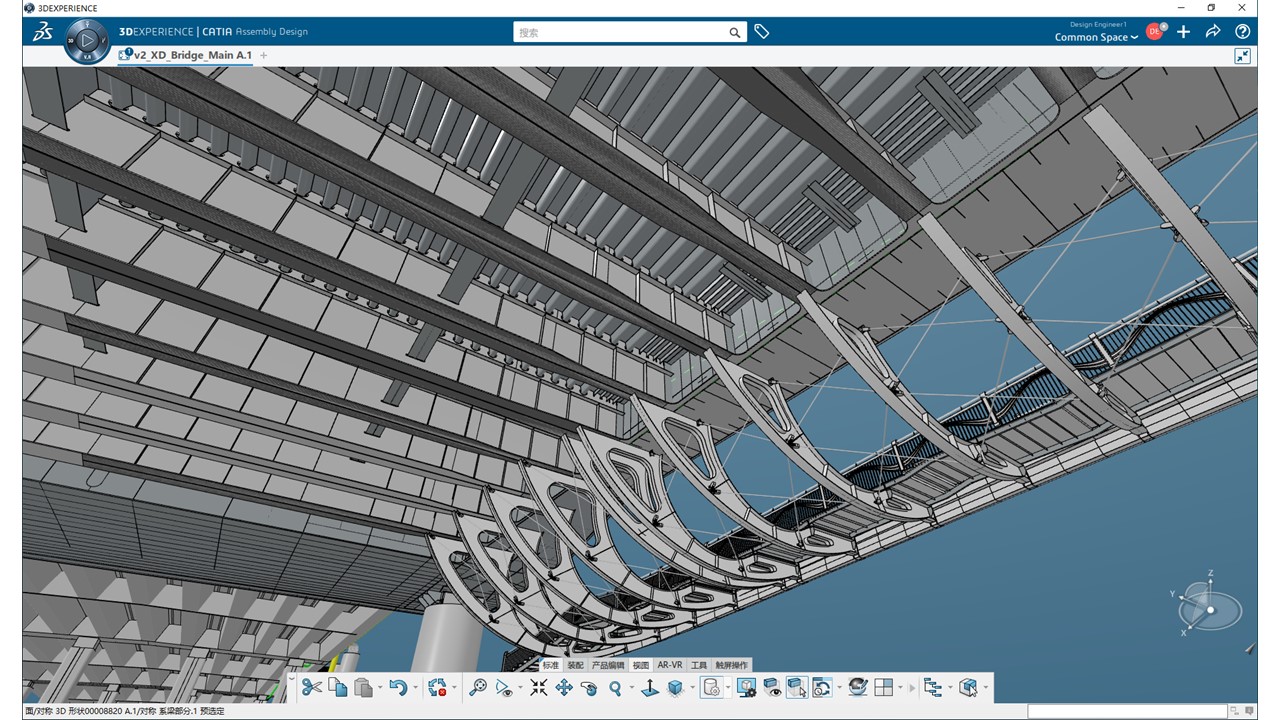 3DEXPERIENCE
3DEXPERIENCE | CATIA Assembly Design
搜索
Design Engineer1
Common Space
DE
3D
V.R
v2_XD_Bridge_Main A.1
Z
Y
X
标准 装配 产品编辑 视图 AR-VR 工具 触屏操作
面/对称 3D 形状00008820 A.1/对称 系梁部分.1 预选定